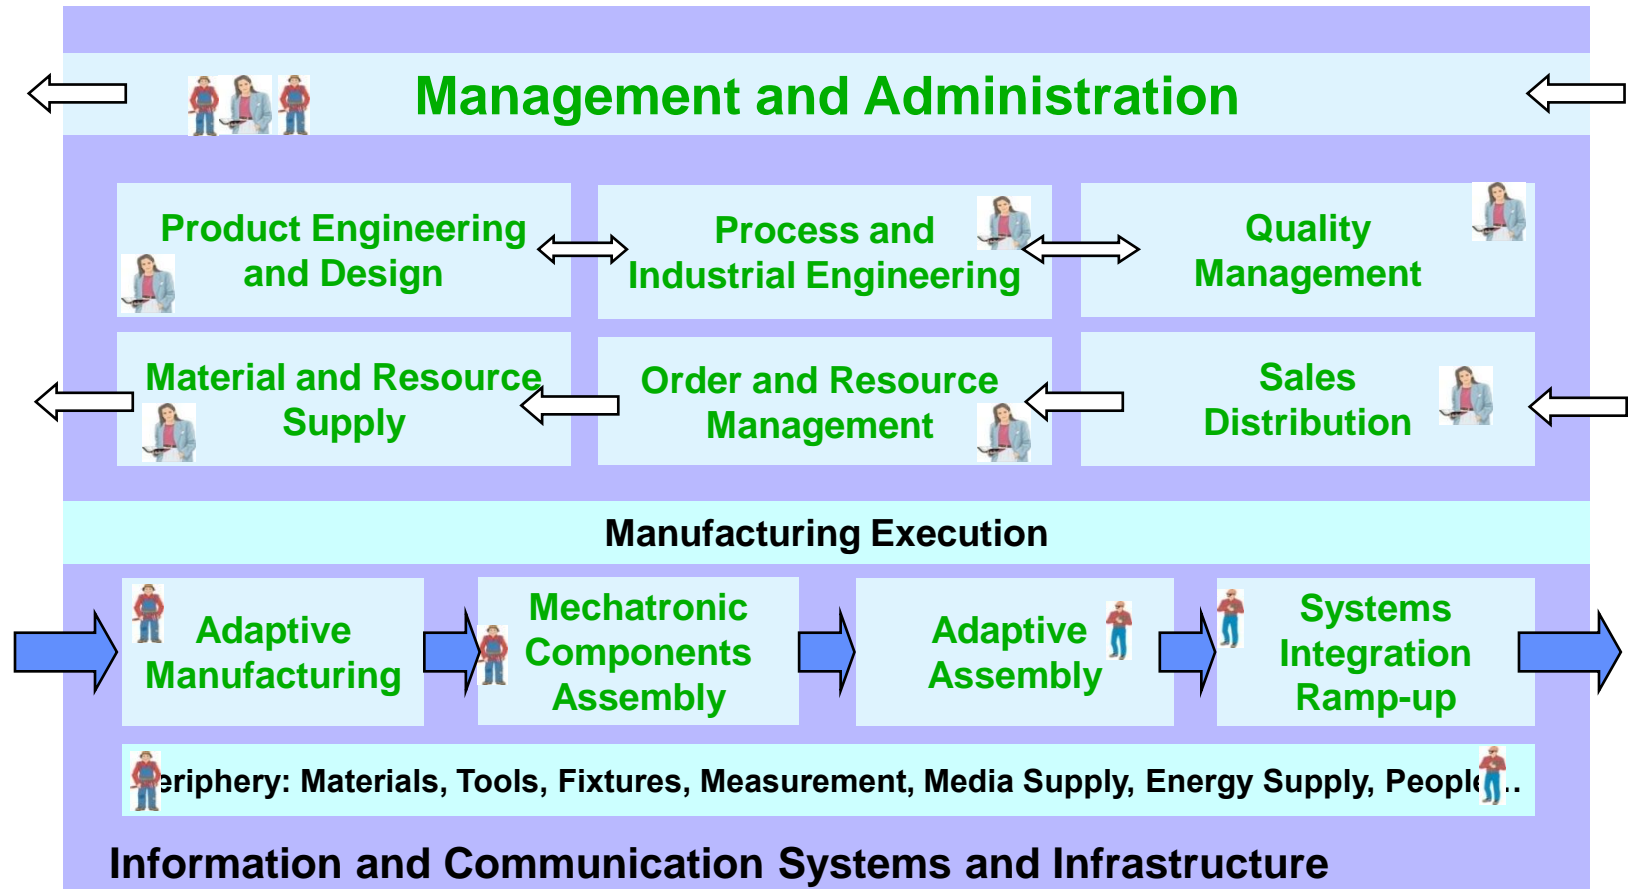 Management and Administration
Product Engineering
and Design
Process and
Industrial Engineering
Quality
Management
Material and Resource
Supply
Order and Resource
Management
Sales
Distribution
Manufacturing Execution
Adaptive
Manufacturing
Mechatronic
Components
Assembly
Adaptive
Assembly
Systems
Integration
Ramp-up
eriphery: Materials, Tools, Fixtures, Measurement, Media Supply, Energy Supply, People..
Information and Communication Systems and Infrastructure